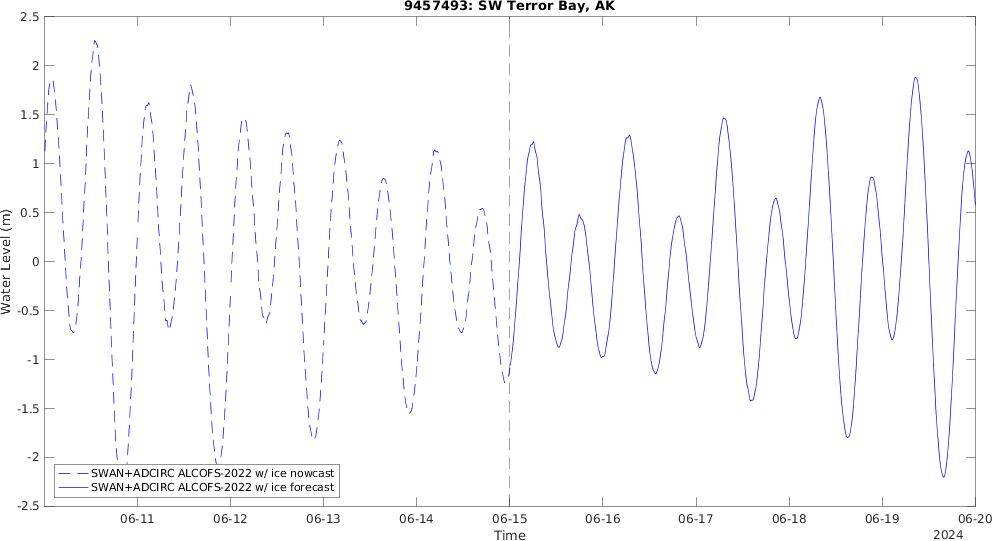 9457493: SW Terror Bay, AK
2.5
2
1.5
1
0.5
0
-0.5
-1
-1.5
-2
-2.5
Water Level (m)
SWAN+ADCIRC ALCOFS-2022 w/ ice nowcast
SWAN+ADCIRC ALCOFS-2022 w/ ice forecast
06-11 06-12 06-13 06-14 06-15 06-16 06-17 06-18 06-19 06-20
Time
2024